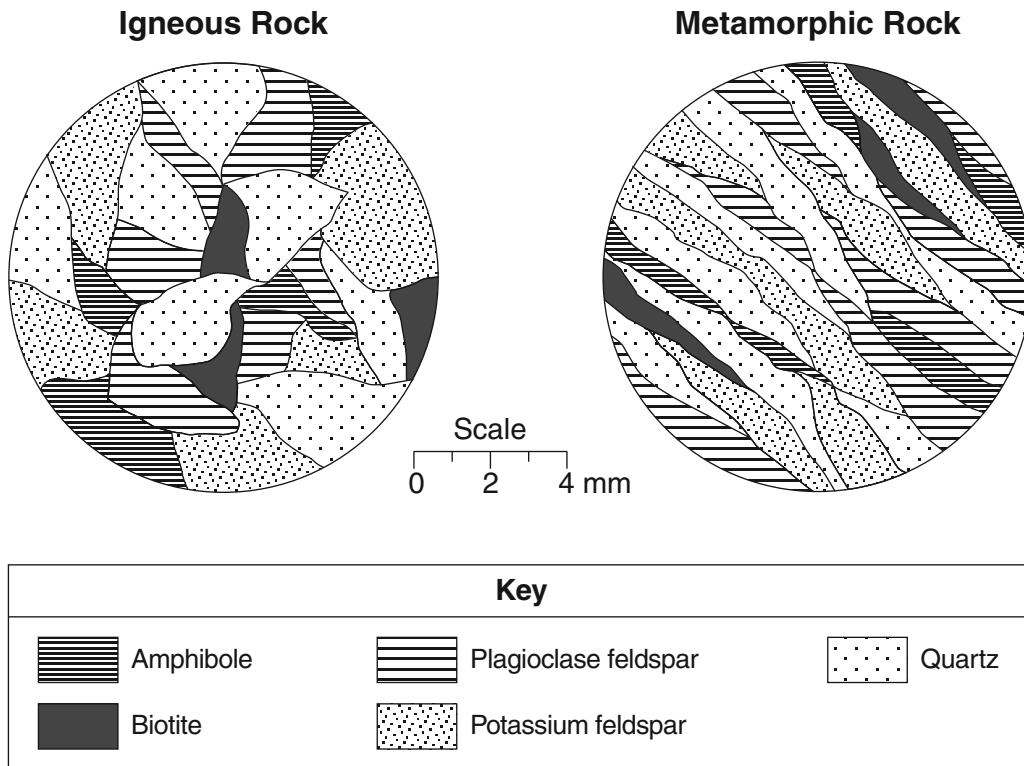 Igneous Rock
Metamorphic Rock
Scale
0 2 4 mm
Key
Amphibole
Plagioclase feldspar
Quartz
Biotite
Potassium feldspar